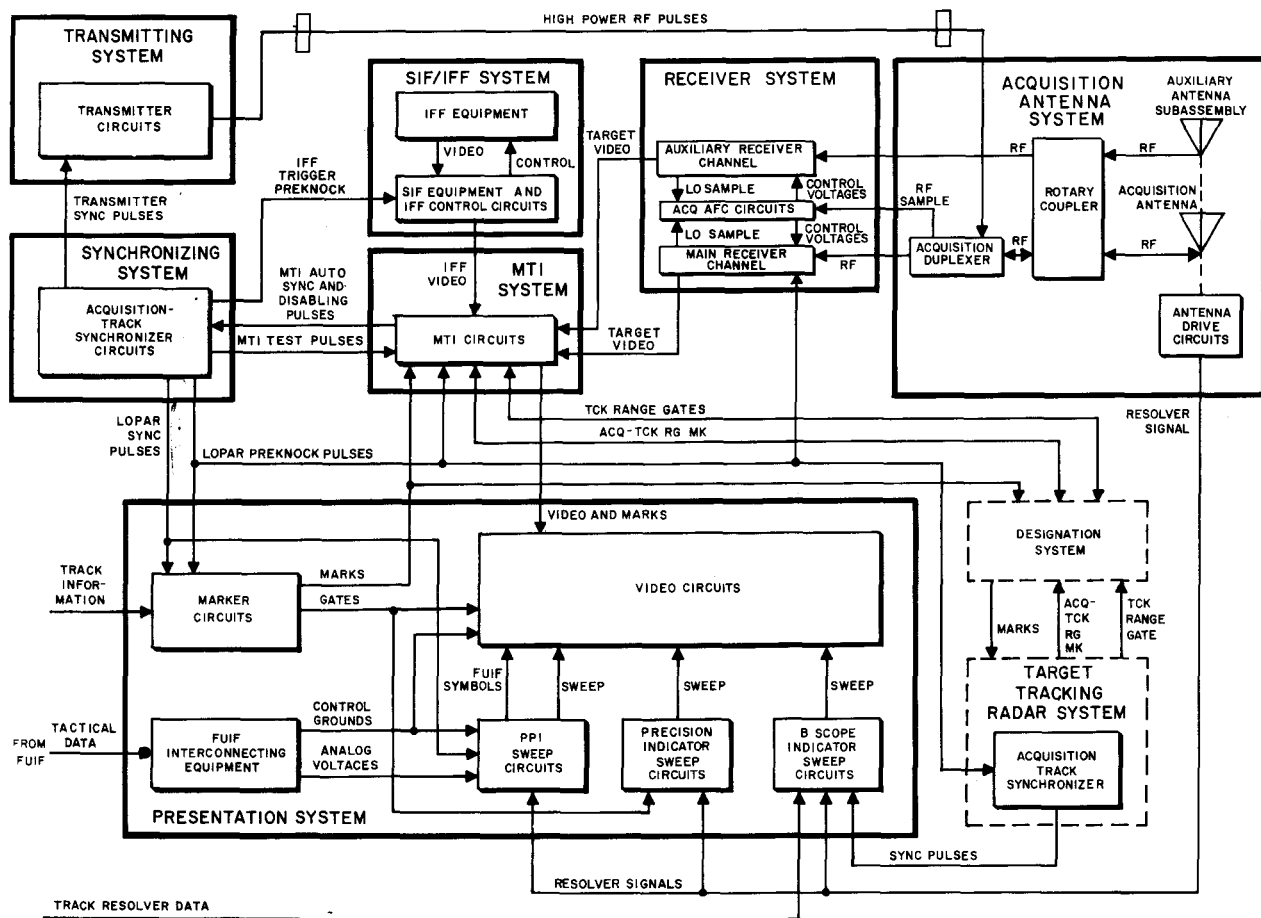 HIGH POWER RF PULSES
TRANSMITTING
SYSTEM
TRANSMITTER
CIRCUITS
TRANSMITTER
SYNC PULSES
SIF/IFF SYSTEM
IFF EQUIPMENT
VIDEO
CONTROL
SIF EQUIPMENT AND
IFF CONTROL CIRCUITS
IFF
TRIGGER
PREKNOCK
TARGET
VIDEO
RECEIVER SYSTEM
AUXILIARY RECEIVER
CHANNEL
LO SAMPLE
CONTROL
VOLTAGES
ACQ AFC CIRCUITS
LO SAMPLE
CONTROL
VOLTAGES
MAIN RECEIVER
CHANNEL
ACQUISITION
ANTENNA
SYSTEM
AUXILIARY
ANTENNA
SUBASSEMBLY
RF
RF
ROTARY
COUPLER
ACQUISITION
ANTENNA
RF
SAMPLE
ACQUISITION
DUPLEXER
RF
RF
RF
ANTENNA
DRIVE
CIRCUITS
SYNCHRONIZING
SYSTEM
ACQUISITION-
TRACK
SYNCHRONIZER
CIRCUITS
MTI AUTO
SYNC AND
DISABLING
PULSES
MTI TEST PULSES
IFF
VIDEO
MTI
SYSTEM
MTI CIRCUITS
TARGET
VIDEO
LOPAR
SYNC
PULSES
LOPAR PREKNOCK PULSES
TCK RANGE GATES
ACQ-TCK RG MK
RESOLVER
SIGNAL
VIDEO AND MARKS
TRACK
INFOR-
MATION
MARKER
CIRCUITS
MARKS
GATES
VIDEO CIRCUITS
DESIGNATION
SYSTEM
MARKS
ACQ-
TCK
RG
MK
TCK
RANGE
GATE
FUIF
SYMBOLS
SWEEP
SWEEP
SWEEP
FROM
FUIF
TACTICAL
DATA
FUIF
INTERCONNECTING
EQUIPMENT
CONTROL
GROUNDS
ANALOG
VOLTACES
PPI
SWEEP
CIRCUITS
PRECISION
INDICATOR
SWEEP
CIRCUITS
B SCOPE
INDICATOR
SWEEP
CIRCUITS
TARGET
TRACKING
RADAR SYSTEM
ACQUISITION
TRACK
SYNCHRONIZER
PRESENTATION SYSTEM
SYNC PULSES
RESOLVER SIGNALS
TRACK RESOLVER DATA